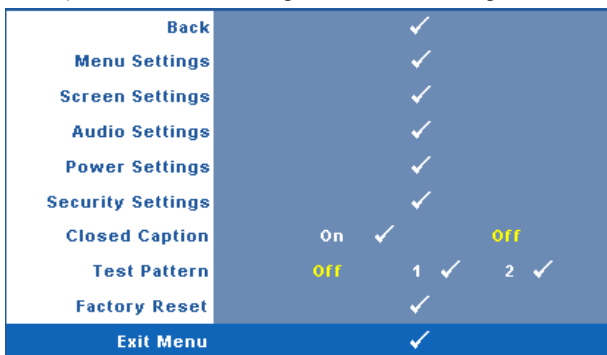 Back ✓
Menu Settings ✓
Screen Settings ✓
Audio Settings ✓
Power Settings ✓
Security Settings ✓
Closed Caption On ✓ Off
Test Pattern Off 1 ✓ 2 ✓
Factory Reset ✓
Exit Menu ✓